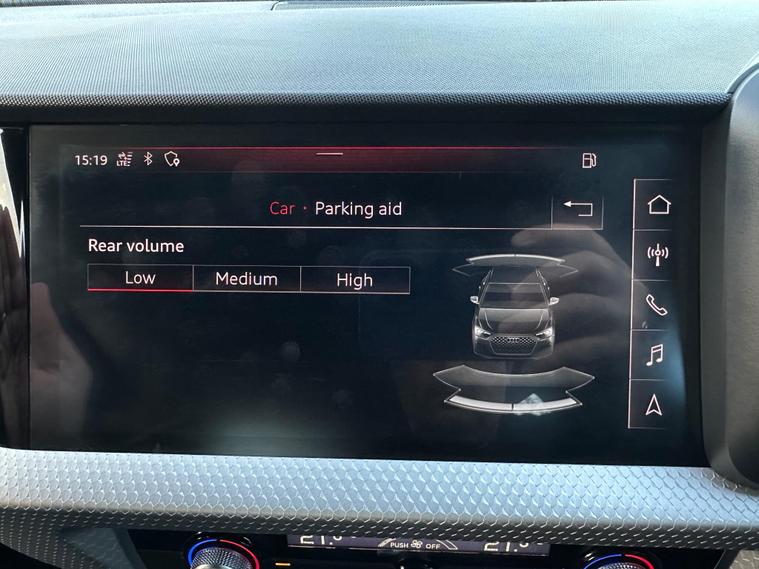 15:19 LTE
Car · Parking aid
Rear volume
Low Medium High
PUSH OFF